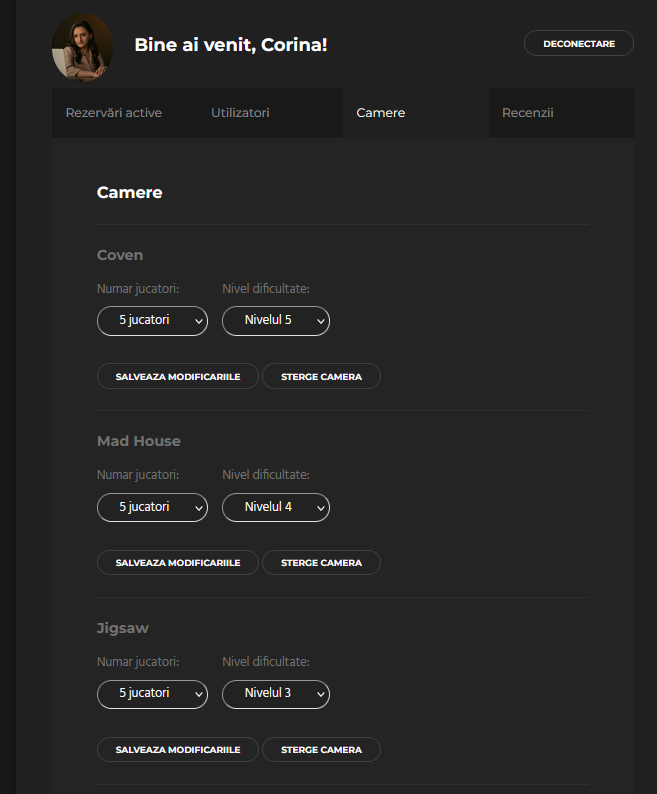 Bine ai venit, Corina!
DECONECTARE
Rezervări active Utilizatori Camere Recenzii
Camere
Coven
Numar jucatori: Nivel dificultate:
5 jucatori Nivelul 5
SALVEAZA MODIFICARIILE STERGE CAMERA
Mad House
Numar jucatori: Nivel dificultate:
5 jucatori Nivelul 4
SALVEAZA MODIFICARIILE STERGE CAMERA
Jigsaw
Numar jucatori: Nivel dificultate:
5 jucatori Nivelul 3
SALVEAZA MODIFICARIILE STERGE CAMERA